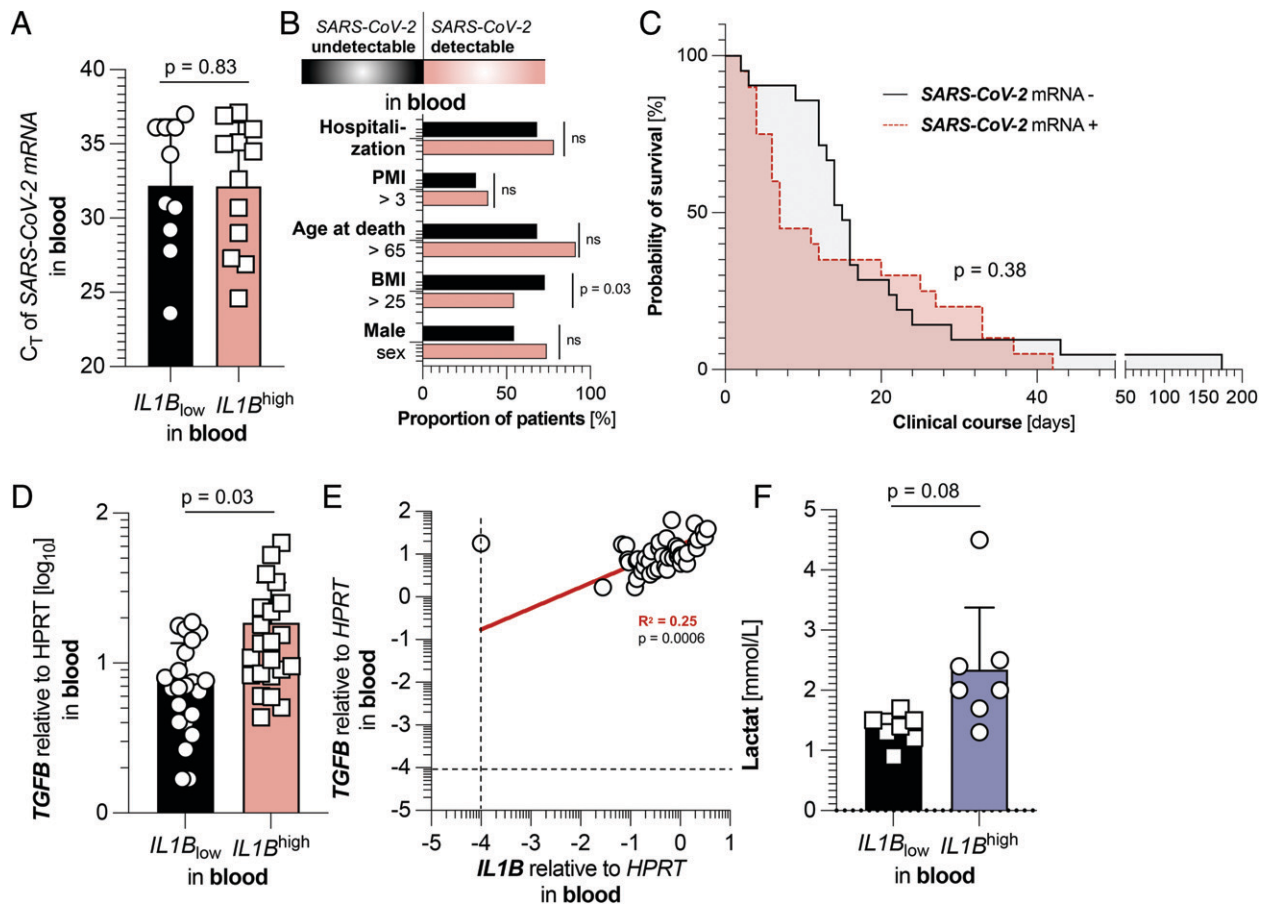 A
p = 0.83
40
35
30
25
20
C_T of SARS-CoV-2 mRNA
in blood
IL1B_low IL1B^high
in blood
B
SARS-CoV-2 SARS-CoV-2
undetectable detectable
in blood
Hospitali-
zation
ns
PMI
> 3
ns
Age at death
> 65
ns
BMI
> 25
p = 0.03
Male
sex
ns
0 50 100
Proportion of patients [%]
C
100
50
0
Probability of survival [%]
SARS-CoV-2 mRNA -
SARS-CoV-2 mRNA +
p = 0.38
0 20 40 50 100 150 200
Clinical course [days]
D
p = 0.03
2
1
0
TGFB relative to HPRT [log10]
in blood
IL1B_low IL1B^high
in blood
E
2
1
0
-1
-2
-3
-4
-5
TGFB relative to HPRT
in blood
R² = 0.25
p = 0.0006
-5 -4 -3 -2 -1 0 1
IL1B relative to HPRT
in blood
F
p = 0.08
5
4
3
2
1
0
Lactat [mmol/L]
IL1B_low IL1B^high
in blood